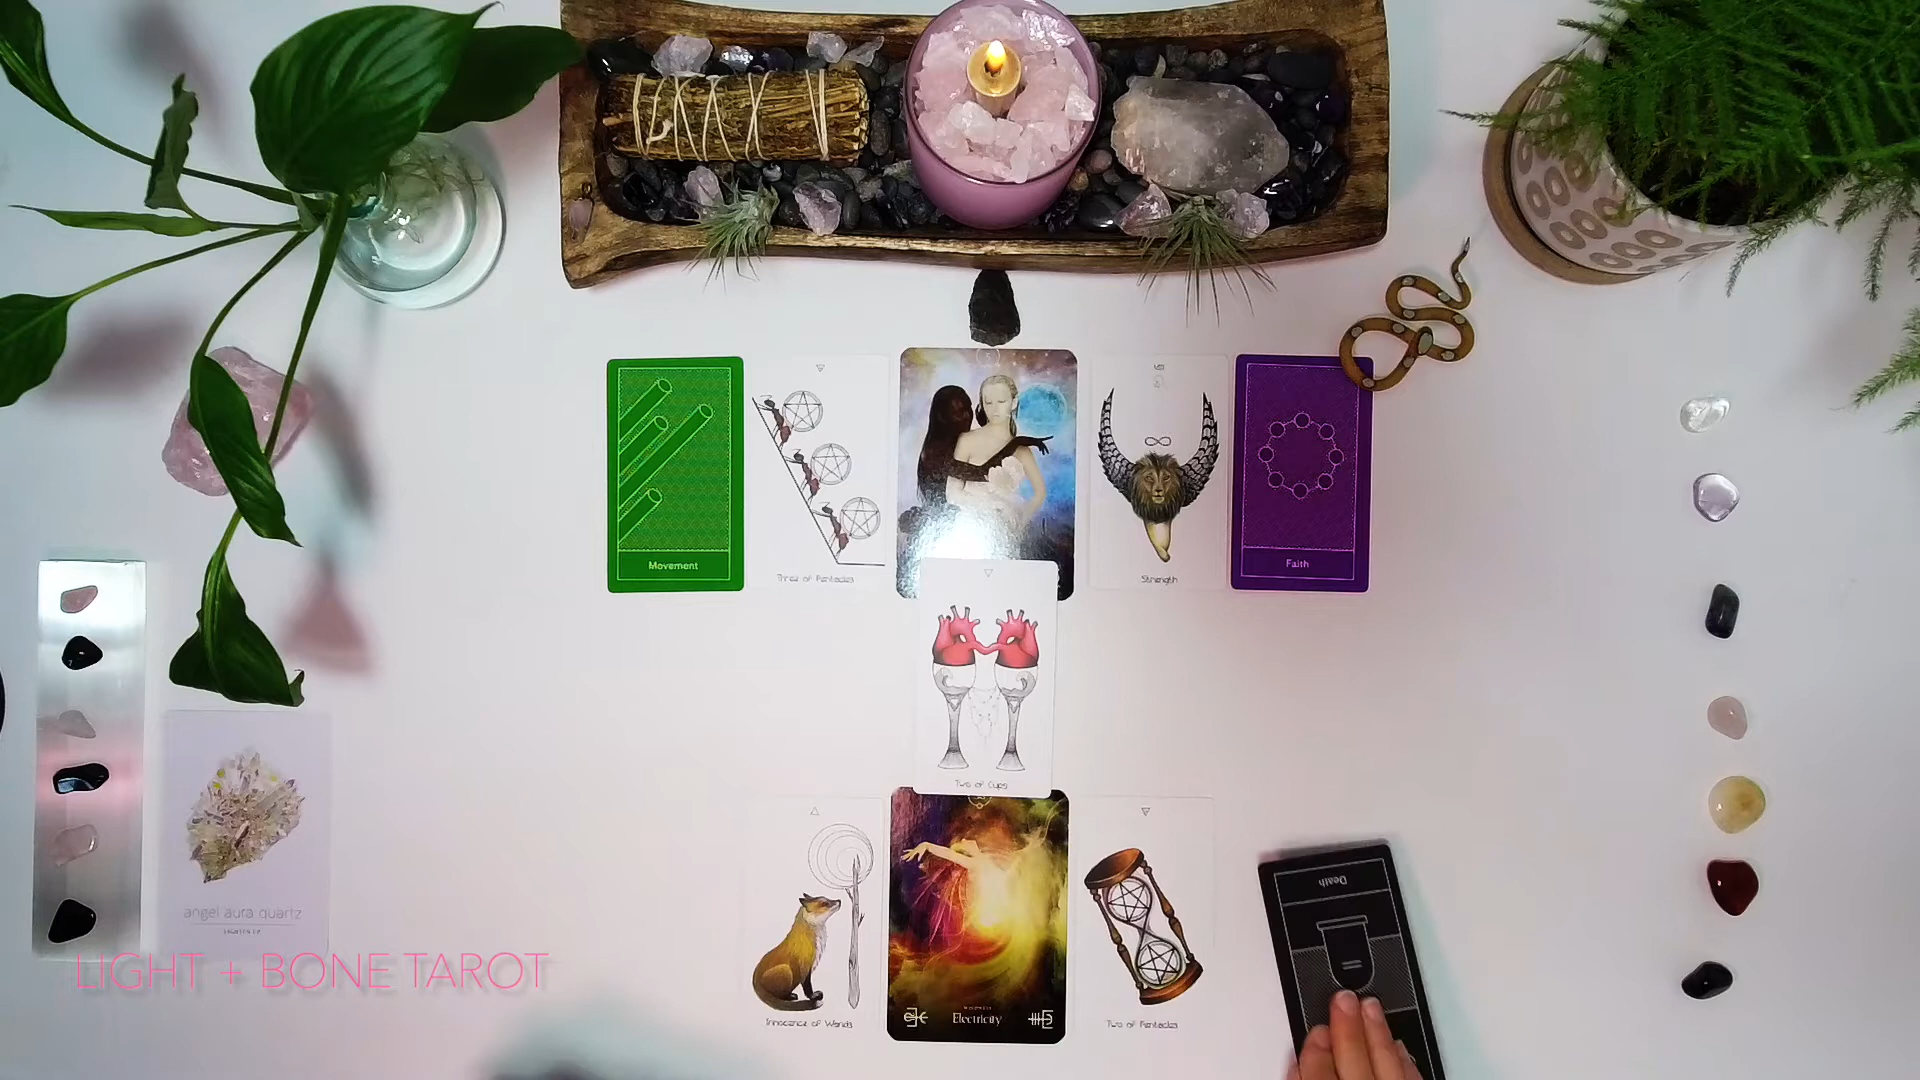 Movement
Three of Pentacles
Strength
Faith
Two of Cups
angel aura quartz
Innocence of Wands
Electricity
Two of Pentacles
Death
LIGHT + BONE TAROT